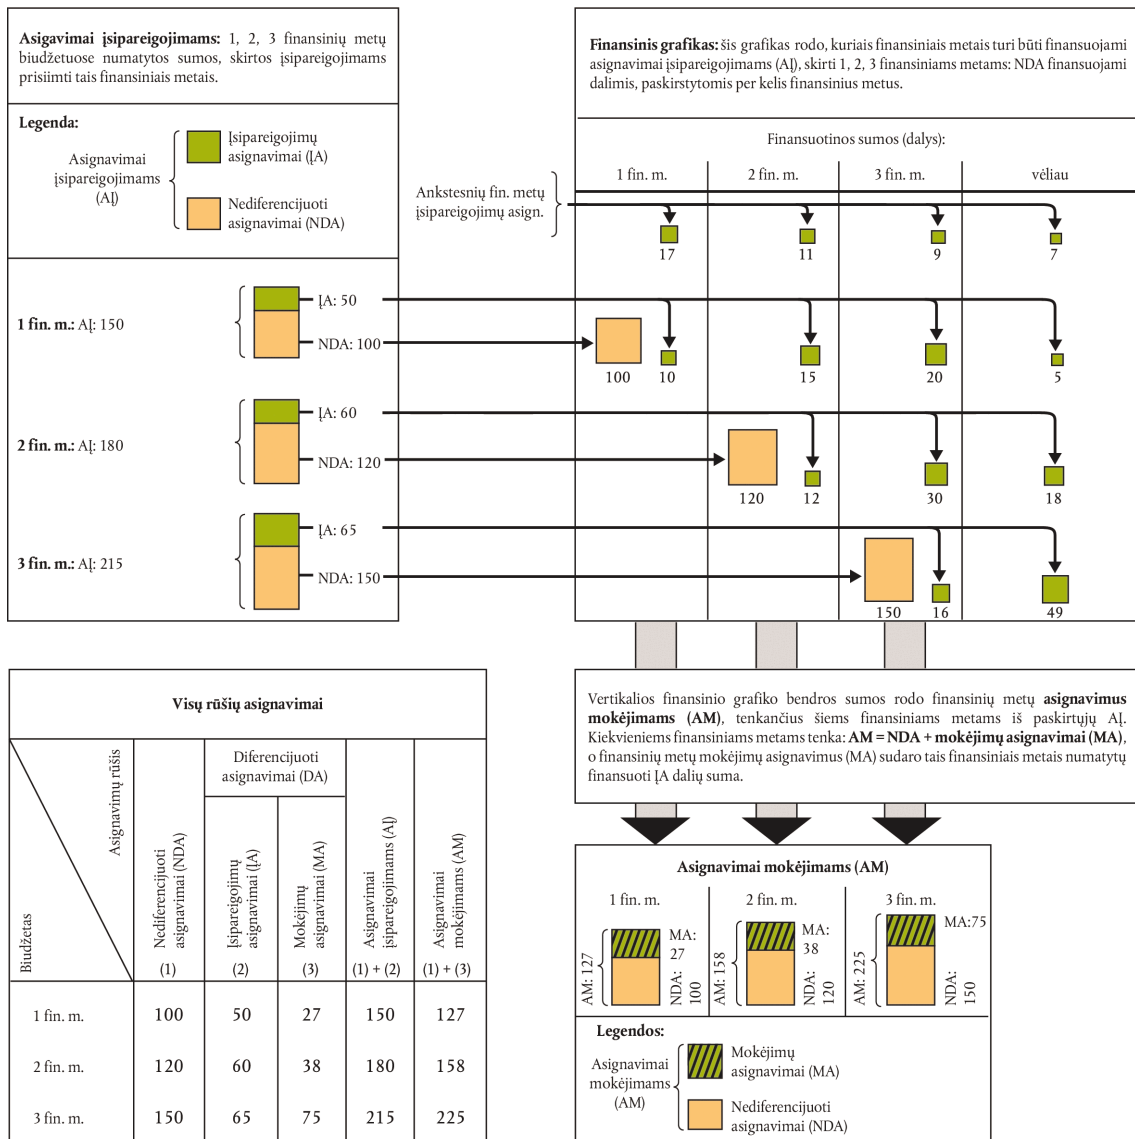 Asigavimai įsipareigojimams: 1, 2, 3 finansinių metų
biudžetuose numatytos sumos, skirtos įsipareigojimams
prisiimti tais finansiniais metais.
Legenda:
Asignavimai
įsipareigojimams
(AĮ)
Įsipareigojimų
asignavimai (ĮA)
Nediferencijuoti
asignavimai (NDA)
Finansinis grafikas: šis grafikas rodo, kuriais finansiniais metais turi būti finansuojami
asignavimai įsipareigojimams (AĮ), skirti 1, 2, 3 finansiniams metams: NDA finansuojami
dalimis, paskirstytomis per kelis finansinius metus.
Finansuotinos sumos (dalys):
1 fin. m. 2 fin. m. 3 fin. m. vėliau
Ankstesnių fin. metų
įsipareigojimų asign.
17 11 9 7
1 fin. m.: AĮ: 150
ĮA: 50
NDA: 100
100 10 15 20 5
2 fin. m.: AĮ: 180
ĮA: 60
NDA: 120
120 12 30 18
3 fin. m.: AĮ: 215
ĮA: 65
NDA: 150
150 16 49
Visų rūšių asignavimai
Asignavimų rūšis
Biudžetas
Diferencijuoti
asignavimai (DA)
Nediferencijuoti
asignavimai (NDA)
Įsipareigojimų
asignavimai (ĮA)
Mokėjimų
asignavimai (MA)
Asignavimai
įsipareigojimams (AĮ)
Asignavimai
mokėjimams (AM)
(1) (2) (3) (1) + (2) (1) + (3)
1 fin. m. 100 50 27 150 127
2 fin. m. 120 60 38 180 158
3 fin. m. 150 65 75 215 225
Vertikalios finansinio grafiko bendros sumos rodo finansinių metų asignavimus
mokėjimams (AM), tenkančius šiems finansiniams metams iš paskirtųjų AĮ.
Kiekvieniems finansiniams metams tenka: AM = NDA + mokėjimų asignavimai (MA),
o finansinių metų mokėjimų asignavimus (MA) sudaro tais finansiniais metais numatytų
finansuoti ĮA dalių suma.
Asignavimai mokėjimams (AM)
1 fin. m. 2 fin. m. 3 fin. m.
AM: 127
MA:
27
NDA:
100
AM: 158
MA:
38
NDA:
120
AM: 225
MA:75
NDA:
150
Legendos:
Asignavimai
mokėjimams
(AM)
Mokėjimų
asignavimai (MA)
Nediferencijuoti
asignavimai (NDA)